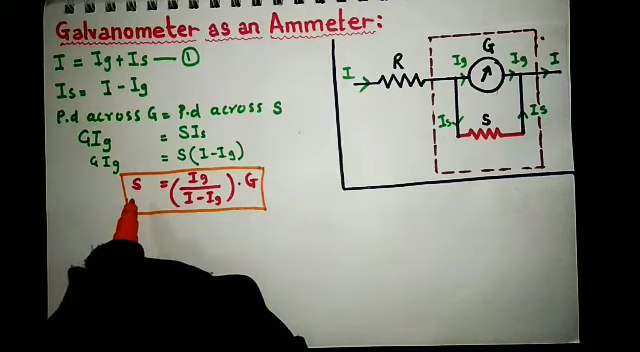 Galvanometer as an Ammeter:
I = Ig + Is — ①
Is = I - Ig
P.d across G = P.d across S
GIg = SIs
GIg = S(I-Ig)
S = (Ig/I-Ig) . G
G
R
I
Ig
Ig
I
Is
S
Is